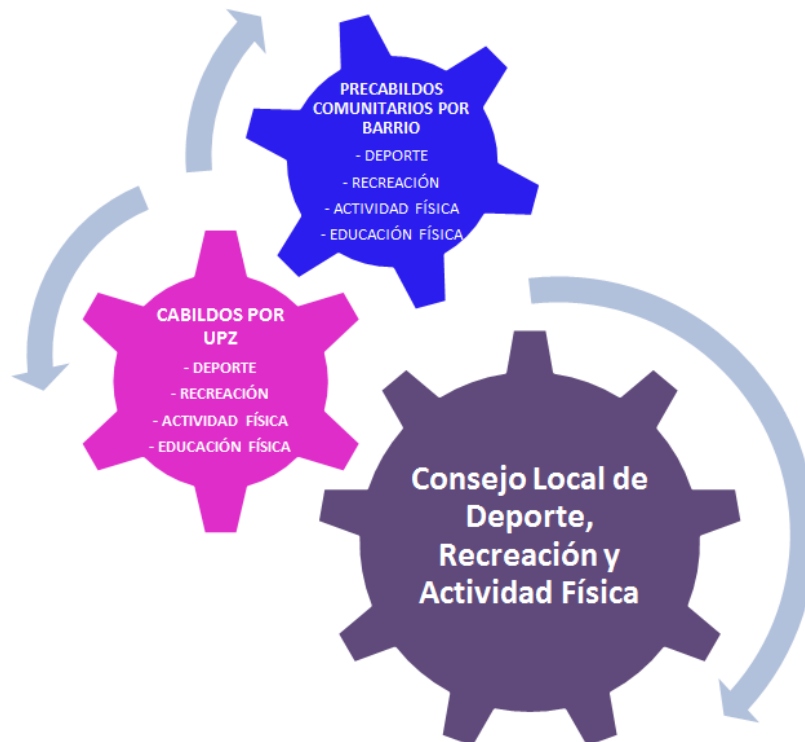 PRECABILDOS
COMUNITARIOS POR
BARRIO
- DEPORTE
- RECREACIÓN
- ACTIVIDAD FÍSICA
- EDUCACIÓN FÍSICA
CABILDOS POR
UPZ
- DEPORTE
- RECREACIÓN
- ACTIVIDAD FÍSICA
- EDUCACIÓN FÍSICA
Consejo Local de
Deporte,
Recreación y
Actividad Física